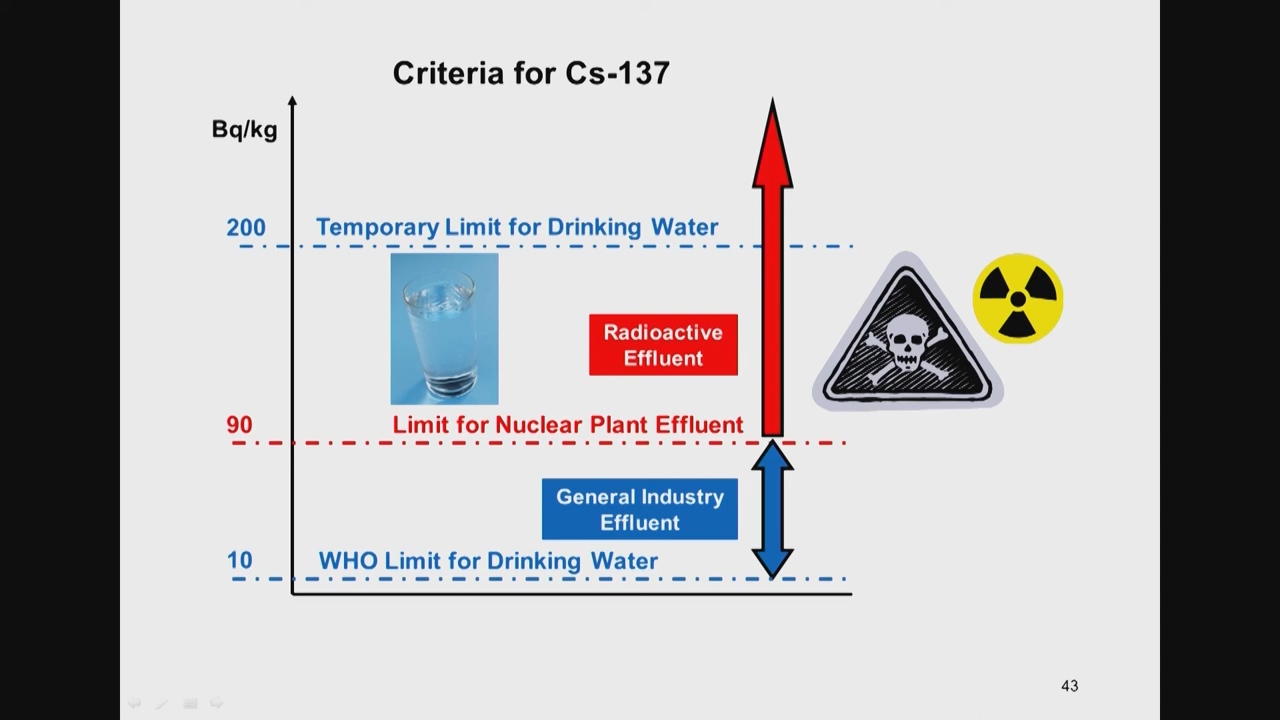 Criteria for Cs-137
Bq/kg
200 Temporary Limit for Drinking Water
Radioactive
Effluent
90 Limit for Nuclear Plant Effluent
General Industry
Effluent
10 WHO Limit for Drinking Water
43